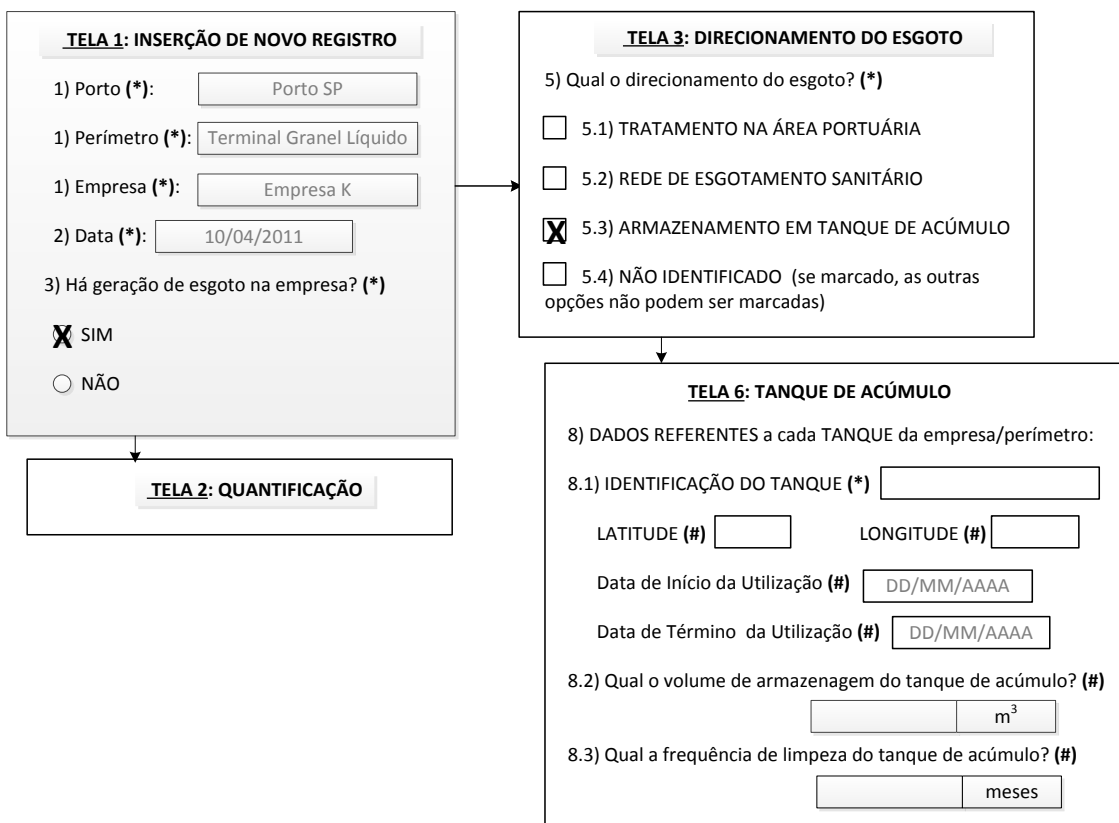 TELA 1: INSERÇÃO DE NOVO REGISTRO
1) Porto (*): Porto SP
1) Perímetro (*): Terminal Granel Líquido
1) Empresa (*): Empresa K
2) Data (*): 10/04/2011
3) Há geração de esgoto na empresa? (*)
X SIM
NÃO
TELA 2: QUANTIFICAÇÃO
TELA 3: DIRECIONAMENTO DO ESGOTO
5) Qual o direcionamento do esgoto? (*)
5.1) TRATAMENTO NA ÁREA PORTUÁRIA
5.2) REDE DE ESGOTAMENTO SANITÁRIO
X 5.3) ARMAZENAMENTO EM TANQUE DE ACÚMULO
5.4) NÃO IDENTIFICADO (se marcado, as outras
opções não podem ser marcadas)
TELA 6: TANQUE DE ACÚMULO
8) DADOS REFERENTES a cada TANQUE da empresa/perímetro:
8.1) IDENTIFICAÇÃO DO TANQUE (*)
LATITUDE (#) LONGITUDE (#)
Data de Início da Utilização (#) DD/MM/AAAA
Data de Término da Utilização (#) DD/MM/AAAA
8.2) Qual o volume de armazenagem do tanque de acúmulo? (#)
m³
8.3) Qual a frequência de limpeza do tanque de acúmulo? (#)
meses